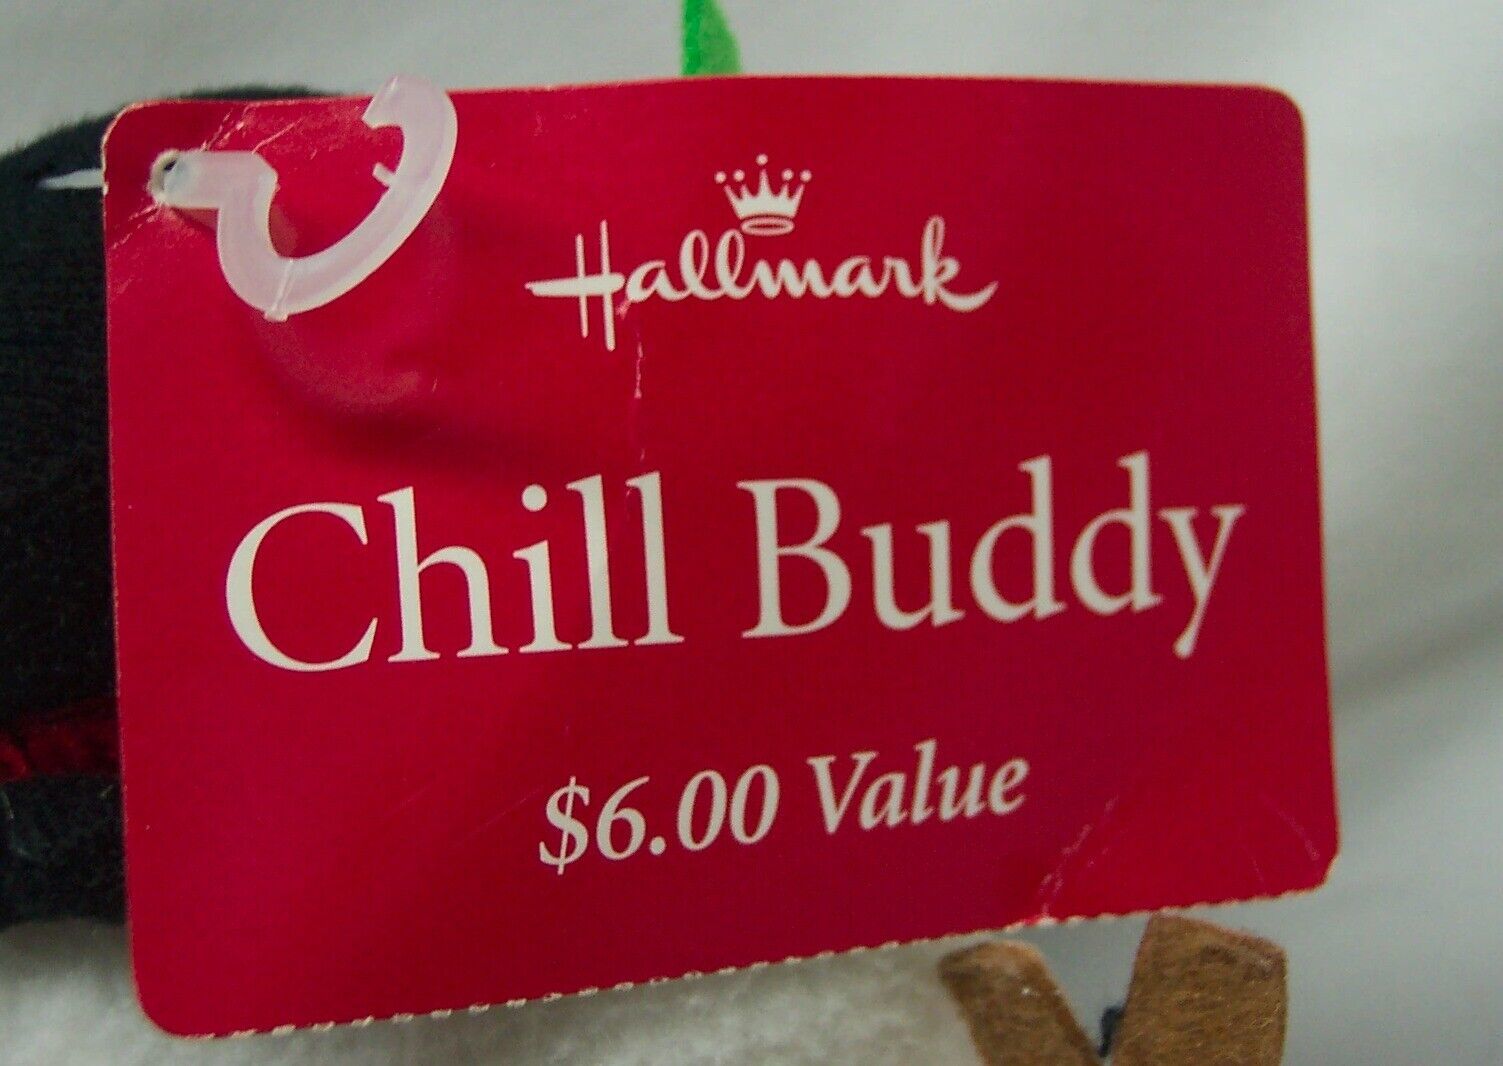 Hallmark
Chill Buddy
$6.00 Value